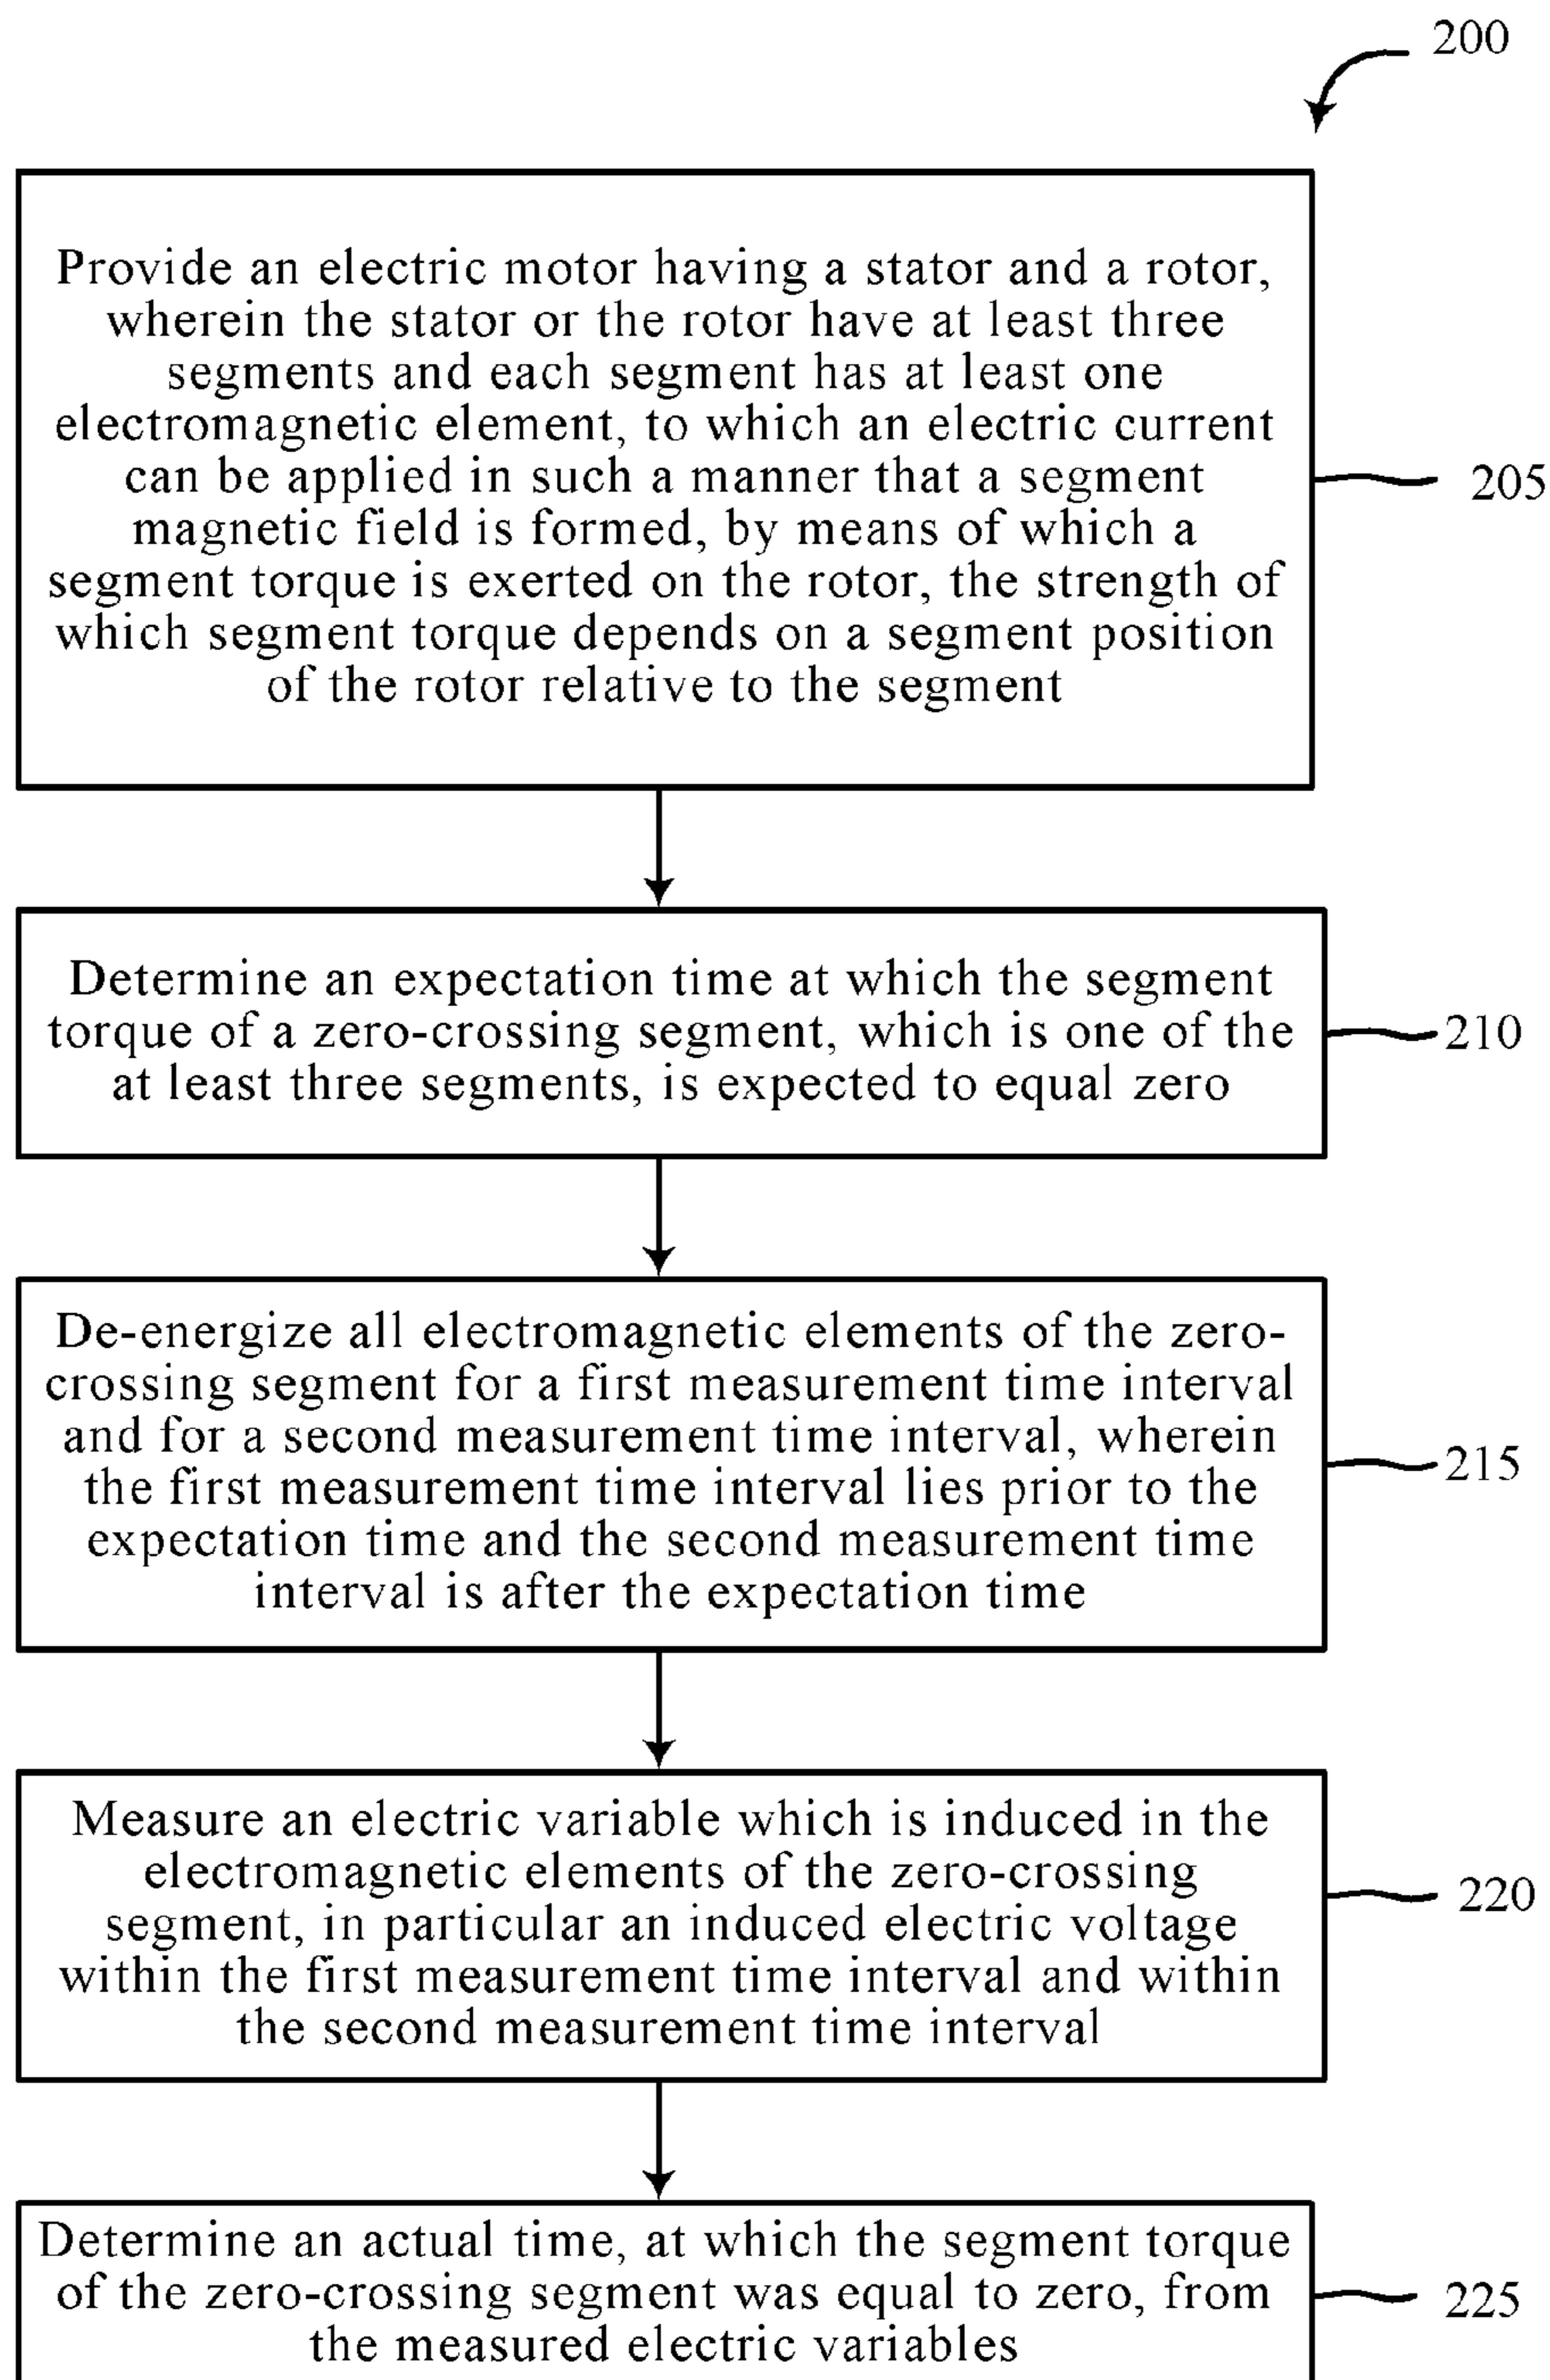 200
Provide an electric motor having a stator and a rotor,
wherein the stator or the rotor have at least three
segments and each segment has at least one
electromagnetic element, to which an electric current
can be applied in such a manner that a segment
magnetic field is formed, by means of which a
segment torque is exerted on the rotor, the strength of
which segment torque depends on a segment position
of the rotor relative to the segment
205
Determine an expectation time at which the segment
torque of a zero-crossing segment, which is one of the
at least three segments, is expected to equal zero
210
De-energize all electromagnetic elements of the zero-
crossing segment for a first measurement time interval
and for a second measurement time interval, wherein
the first measurement time interval lies prior to the
expectation time and the second measurement time
interval is after the expectation time
215
Measure an electric variable which is induced in the
electromagnetic elements of the zero-crossing
segment, in particular an induced electric voltage
within the first measurement time interval and within
the second measurement time interval
220
Determine an actual time, at which the segment torque
of the zero-crossing segment was equal to zero, from
the measured electric variables
225